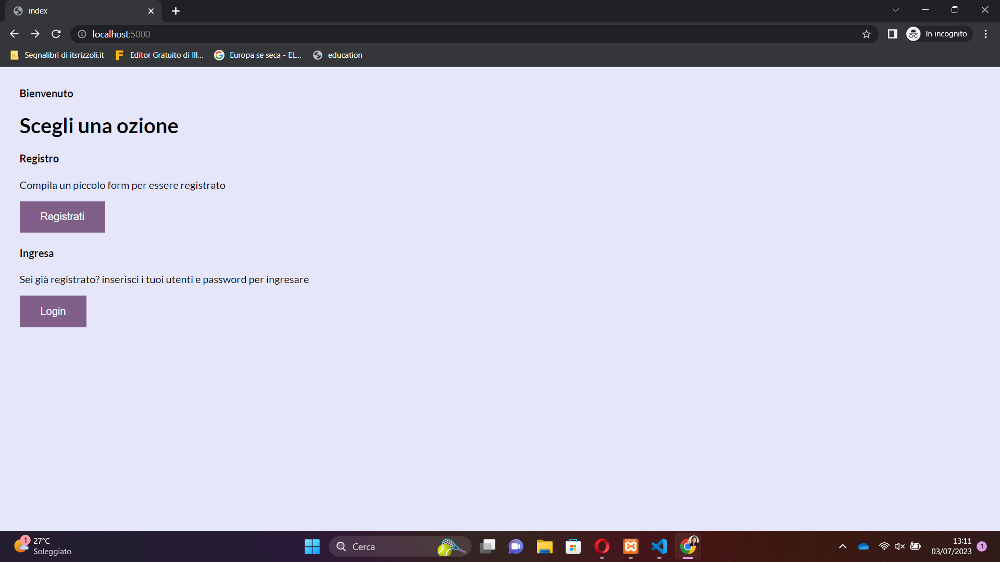 index
localhost:5000
In incognito
Segnalibri di itsrizzoli.it
Editor Gratuito di Ill...
Europa se seca - EL...
education
Bienvenuto
Scegli una ozione
Registro
Compila un piccolo form per essere registrato
Registrati
Ingresa
Sei già registrato? inserisci i tuoi utenti e password per ingresare
Login
1
27°C
Soleggiato
Cerca
13:11
03/07/2023
1